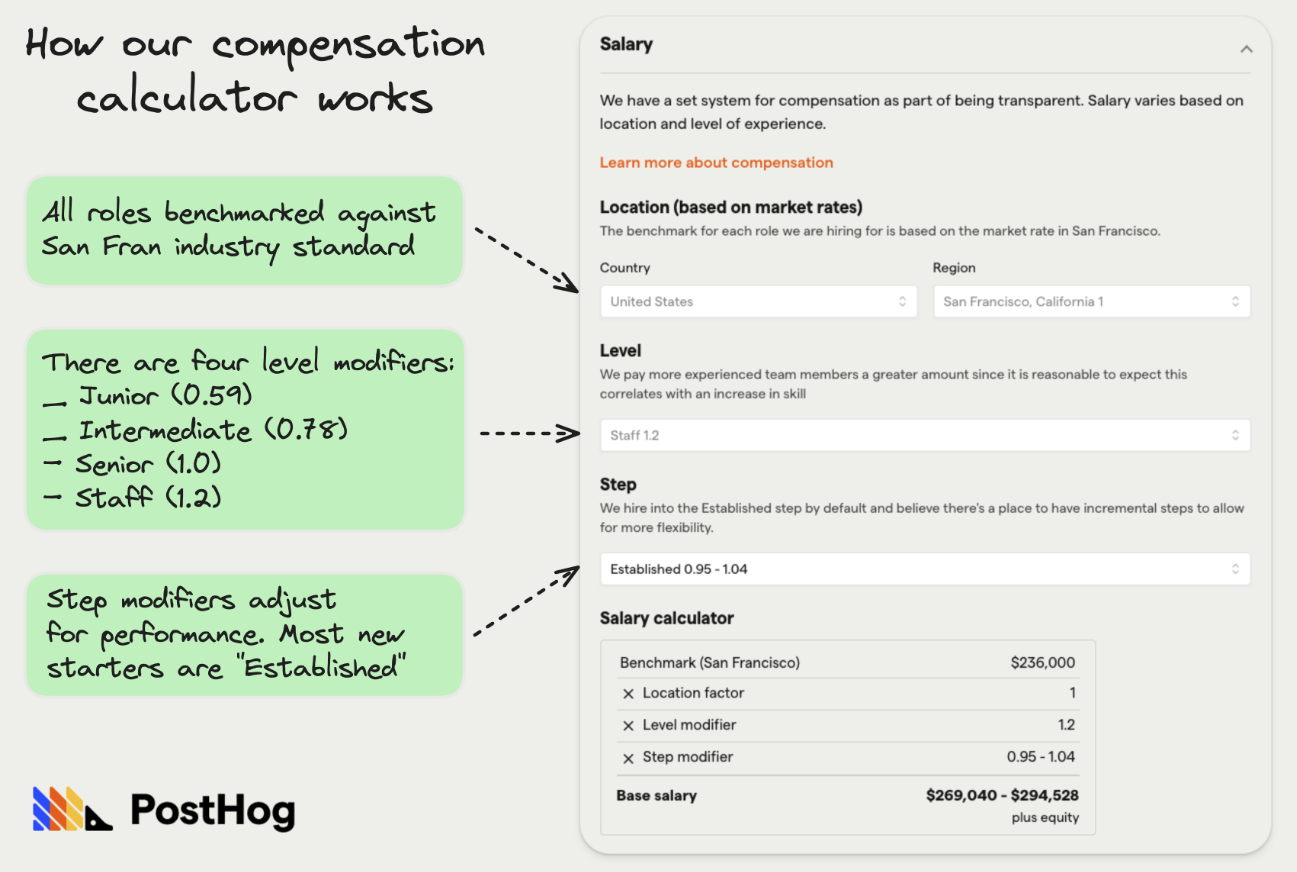 How our compensation
calculator works
All roles benchmarked against
San Fran industry standard
There are four level modifiers:
_ Junior (0.59)
_ Intermediate (0.78)
- Senior (1.0)
- Staff (1.2)
Step modifiers adjust
for performance. Most new
starters are "Established"
PostHog
Salary
We have a set system for compensation as part of being transparent. Salary varies based on
location and level of experience.
Learn more about compensation
Location (based on market rates)
The benchmark for each role we are hiring for is based on the market rate in San Francisco.
Country Region
United States San Francisco, California 1
Level
We pay more experienced team members a greater amount since it is reasonable to expect this
correlates with an increase in skill
Staff 1.2
Step
We hire into the Established step by default and believe there's a place to have incremental steps to allow
for more flexibility.
Established 0.95 - 1.04
Salary calculator
Benchmark (San Francisco) $236,000
× Location factor 1
× Level modifier 1.2
× Step modifier 0.95 - 1.04
Base salary $269,040 - $294,528
plus equity